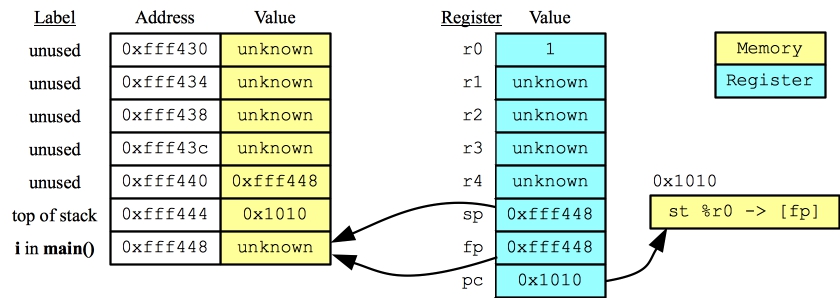 Label Address Value Register Value
unused 0xfff430 unknown r0 1 Memory
unused 0xfff434 unknown r1 unknown Register
unused 0xfff438 unknown r2 unknown
unused 0xfff43c unknown r3 unknown
unused 0xfff440 0xfff448 r4 unknown 0x1010
top of stack 0xfff444 0x1010 sp 0xfff448 st %r0 -> [fp]
i in main() 0xfff448 unknown fp 0xfff448
pc 0x1010